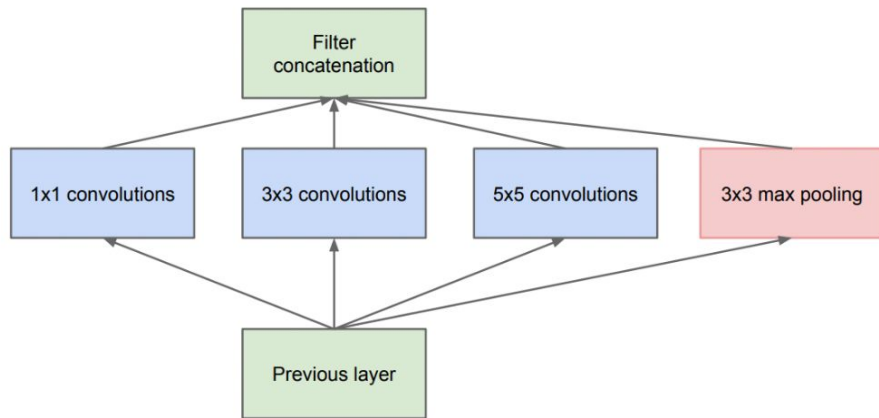 Filter
concatenation
1x1 convolutions
3x3 convolutions
5x5 convolutions
3x3 max pooling
Previous layer